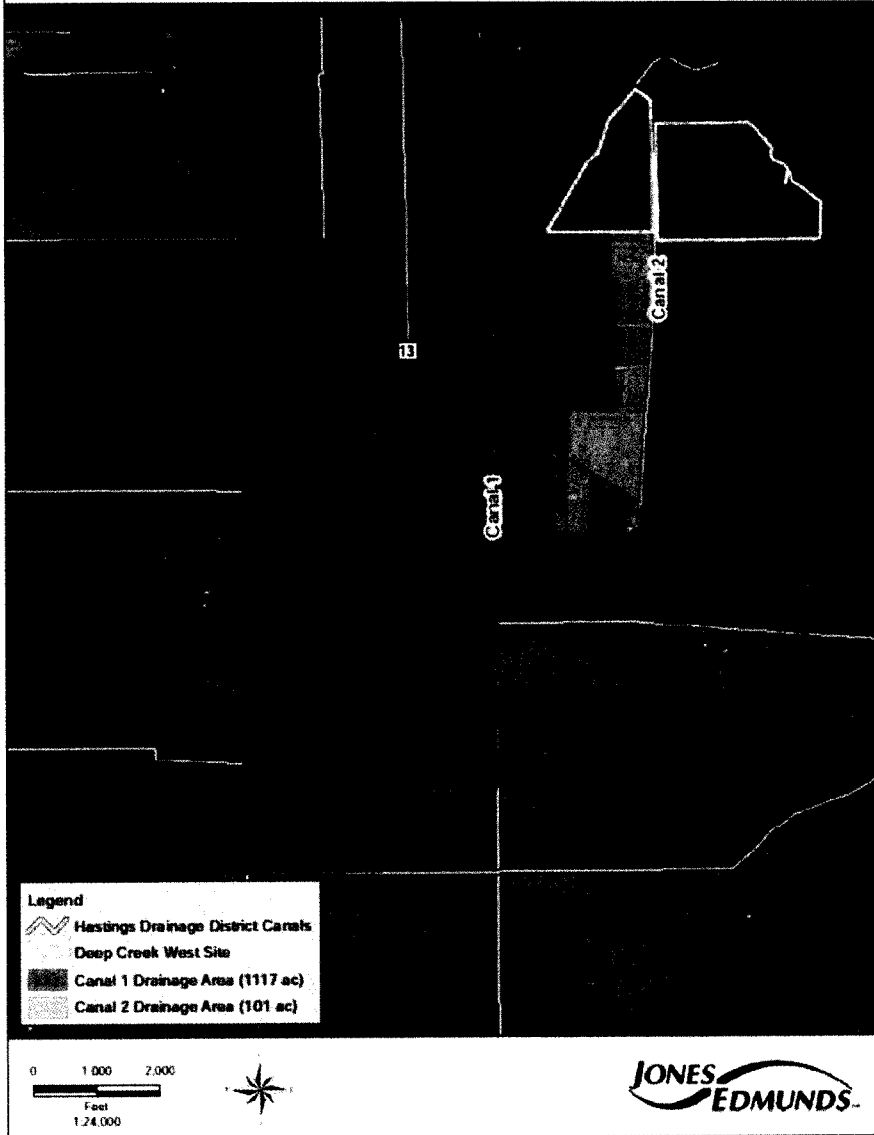 Canal 2
13
Canal 1
Legend
Hastings Drainage District Canals
Deep Creek West Site
Canal 1 Drainage Area (1117 ac)
Canal 2 Drainage Area (101 ac)
0 1 000 2,000
Feet
1:24,000
JONES
EDMUNDS